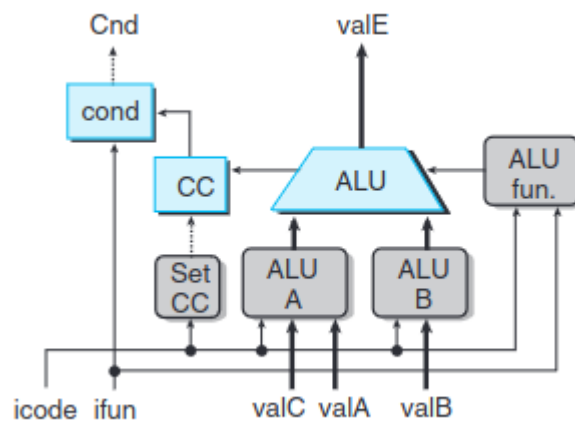 Cnd valE
cond
ALU
fun.
CC
ALU
Set
CC
ALU
A
ALU
B
icode ifun valC valA valB